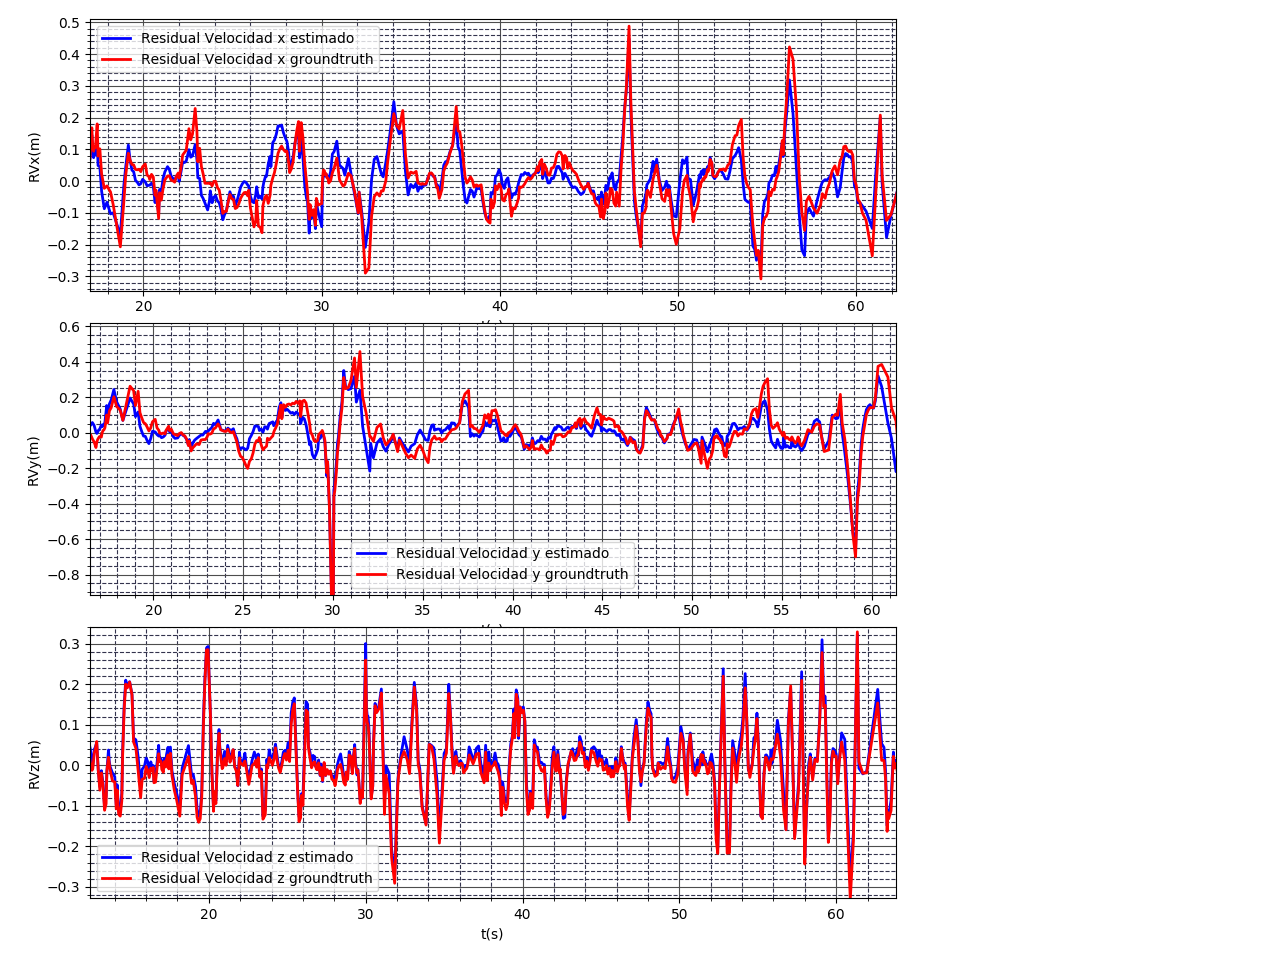 0.5
0.4
0.3
0.2
0.1
0.0
−0.1
−0.2
−0.3
RVx(m)
Residual Velocidad x estimado
Residual Velocidad x groundtruth
20 30 40 50 60
0.6
0.4
0.2
0.0
−0.2
−0.4
−0.6
−0.8
RVy(m)
Residual Velocidad y estimado
Residual Velocidad y groundtruth
20 25 30 35 40 45 50 55 60
0.3
0.2
0.1
0.0
−0.1
−0.2
−0.3
RVz(m)
Residual Velocidad z estimado
Residual Velocidad z groundtruth
20 30 40 50 60
t(s)